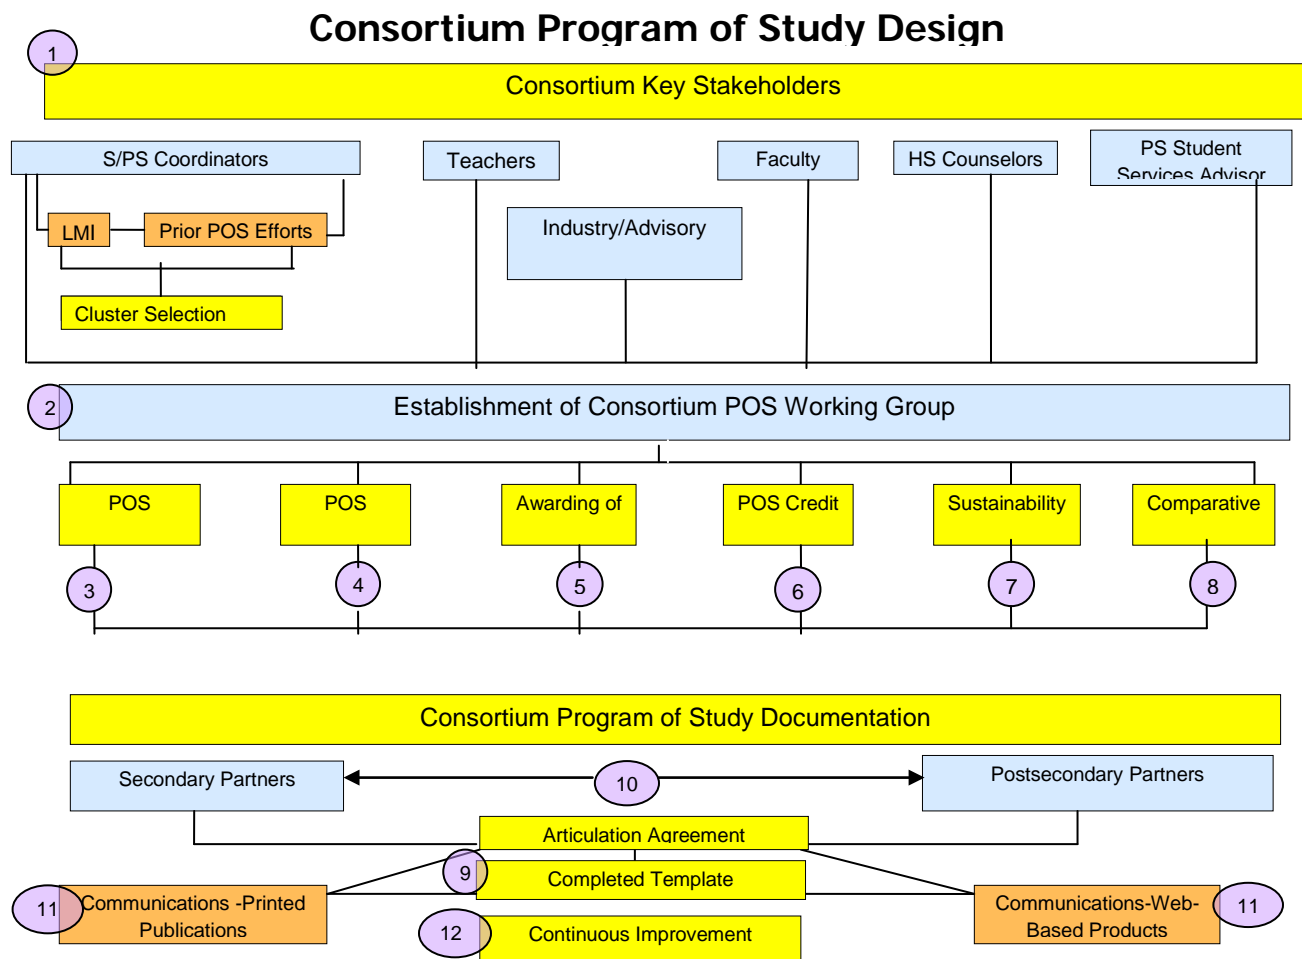 Consortium Program of Study Design
1
Consortium Key Stakeholders
S/PS Coordinators
Teachers
Faculty
HS Counselors
PS Student
Services Advisor
LMI
Prior POS Efforts
Industry/Advisory
Cluster Selection
2
Establishment of Consortium POS Working Group
POS
POS
Awarding of
POS Credit
Sustainability
Comparative
3
4
5
6
7
8
Consortium Program of Study Documentation
Secondary Partners
10
Postsecondary Partners
Articulation Agreement
9
Completed Template
11
Communications -Printed
Publications
Communications-Web-
Based Products
11
12
Continuous Improvement